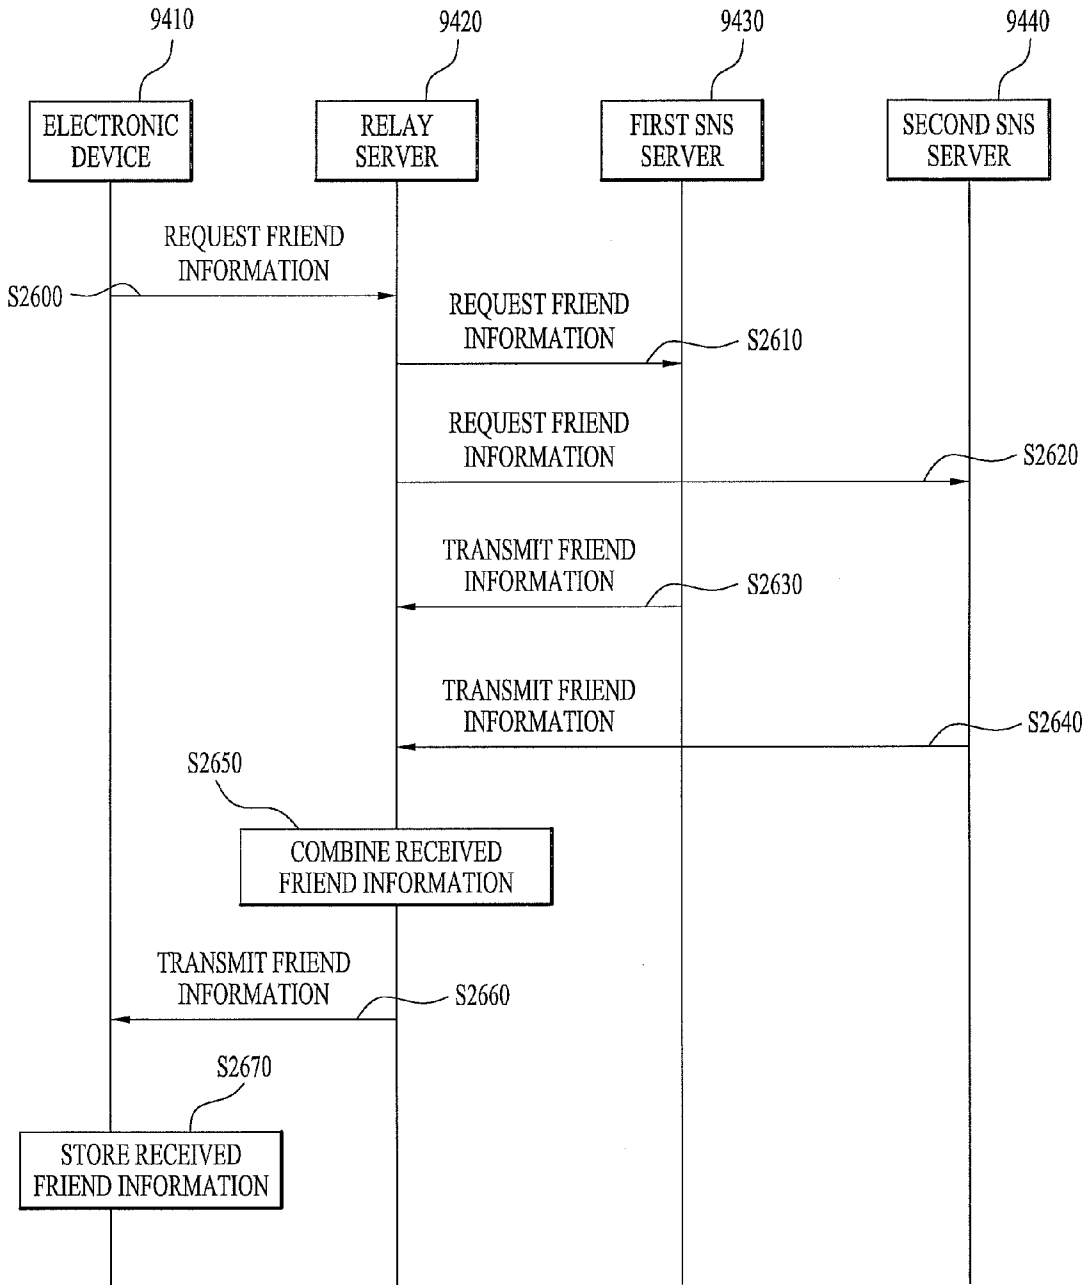 9410
9420
9430
9440
ELECTRONIC
DEVICE
RELAY
SERVER
FIRST SNS
SERVER
SECOND SNS
SERVER
REQUEST FRIEND
INFORMATION
S2600
REQUEST FRIEND
INFORMATION
S2610
REQUEST FRIEND
INFORMATION
S2620
TRANSMIT FRIEND
INFORMATION
S2630
TRANSMIT FRIEND
INFORMATION
S2640
S2650
COMBINE RECEIVED
FRIEND INFORMATION
TRANSMIT FRIEND
INFORMATION
S2660
S2670
STORE RECEIVED
FRIEND INFORMATION